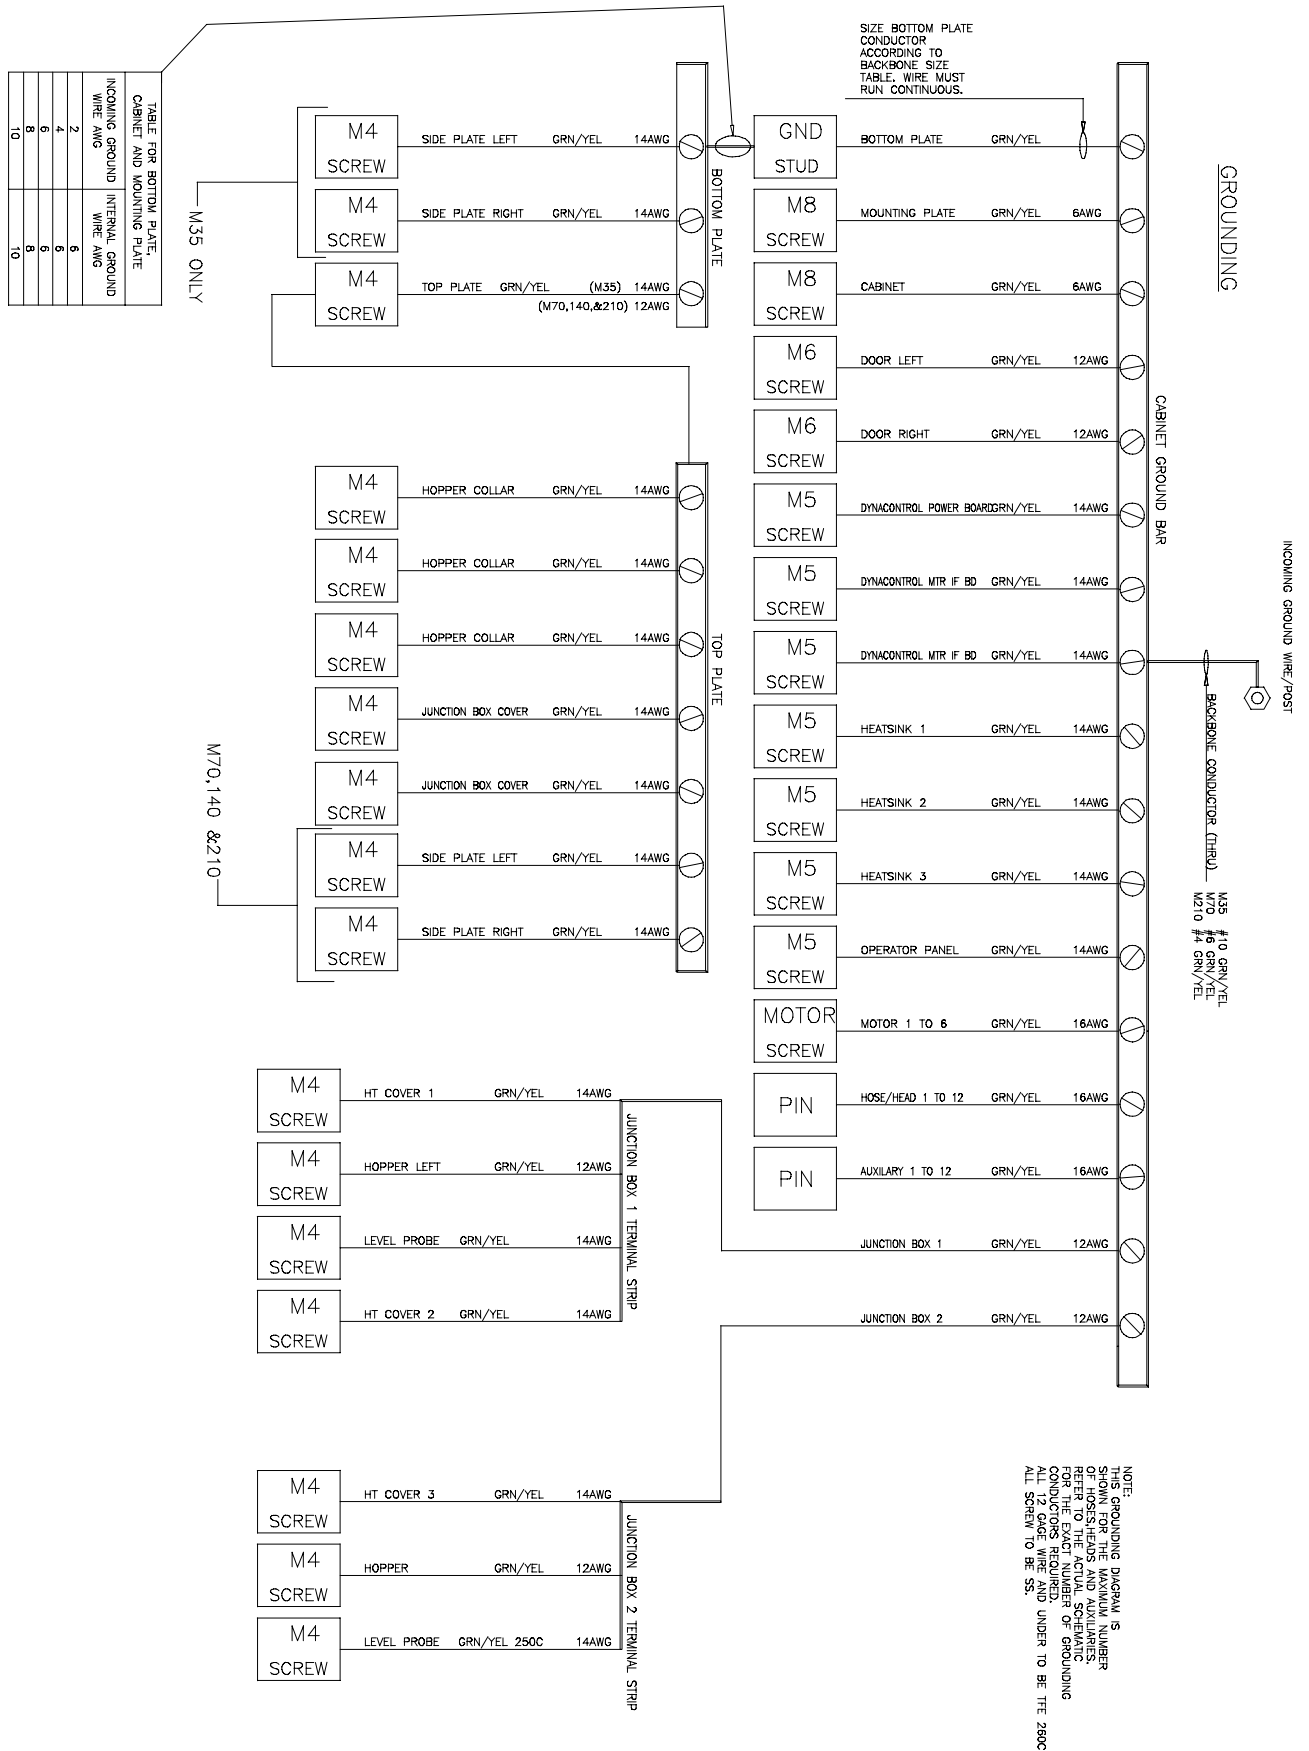 SIZE BOTTOM PLATE
CONDUCTOR
ACCORDING TO
BACKBONE SIZE
TABLE. WIRE MUST
RUN CONTINUOUS.
GROUNDING
CABINET GROUND BAR
INCOMING GROUND WIRE/POST
BACKBONE CONDUCTOR (THRU)
M35 #10 GRN/YEL
M70 #6 GRN/YEL
M210 #4 GRN/YEL
GND STUD BOTTOM PLATE GRN/YEL
M8 SCREW MOUNTING PLATE GRN/YEL 6AWG
M8 SCREW CABINET GRN/YEL 6AWG
M6 SCREW DOOR LEFT GRN/YEL 12AWG
M6 SCREW DOOR RIGHT GRN/YEL 12AWG
M5 SCREW DYNACONTROL POWER BOARD GRN/YEL 14AWG
M5 SCREW DYNACONTROL MTR IF BD GRN/YEL 14AWG
M5 SCREW DYNACONTROL MTR IF BD GRN/YEL 14AWG
M5 SCREW HEATSINK 1 GRN/YEL 14AWG
M5 SCREW HEATSINK 2 GRN/YEL 14AWG
M5 SCREW HEATSINK 3 GRN/YEL 14AWG
M5 SCREW OPERATOR PANEL GRN/YEL 14AWG
MOTOR SCREW MOTOR 1 TO 6 GRN/YEL 16AWG
PIN HOSE/HEAD 1 TO 12 GRN/YEL 16AWG
PIN AUXILARY 1 TO 12 GRN/YEL 16AWG
JUNCTION BOX 1 GRN/YEL 12AWG
JUNCTION BOX 2 GRN/YEL 12AWG
BOTTOM PLATE
M4 SCREW SIDE PLATE LEFT GRN/YEL 14AWG
M4 SCREW SIDE PLATE RIGHT GRN/YEL 14AWG
M4 SCREW TOP PLATE GRN/YEL (M35) 14AWG
(M70,140,&210) 12AWG
M35 ONLY
TABLE FOR BOTTOM PLATE,
CABINET AND MOUNTING PLATE
INCOMING GROUND WIRE AWG INTERNAL GROUND WIRE AWG
2 6
4 6
6 6
8 8
10 10
TOP PLATE
M4 SCREW HOPPER COLLAR GRN/YEL 14AWG
M4 SCREW HOPPER COLLAR GRN/YEL 14AWG
M4 SCREW HOPPER COLLAR GRN/YEL 14AWG
M4 SCREW JUNCTION BOX COVER GRN/YEL 14AWG
M4 SCREW JUNCTION BOX COVER GRN/YEL 14AWG
M4 SCREW SIDE PLATE LEFT GRN/YEL 14AWG
M4 SCREW SIDE PLATE RIGHT GRN/YEL 14AWG
M70,140 &210
JUNCTION BOX 1 TERMINAL STRIP
M4 SCREW HT COVER 1 GRN/YEL 14AWG
M4 SCREW HOPPER LEFT GRN/YEL 12AWG
M4 SCREW LEVEL PROBE GRN/YEL 14AWG
M4 SCREW HT COVER 2 GRN/YEL 14AWG
JUNCTION BOX 2 TERMINAL STRIP
M4 SCREW HT COVER 3 GRN/YEL 14AWG
M4 SCREW HOPPER GRN/YEL 12AWG
M4 SCREW LEVEL PROBE GRN/YEL 250C 14AWG
NOTE:
THIS GROUNDING DIAGRAM IS
SHOWN FOR THE MAXIMUM NUMBER
OF HOSES,HEADS AND AUXILIARIES.
REFER TO THE ACTUAL SCHEMATIC
FOR THE EXACT NUMBER OF GROUNDING
CONDUCTORS REQUIRED.
ALL 12 GAGE WIRE AND UNDER TO BE TFE 250C
ALL SCREW TO BE SS.